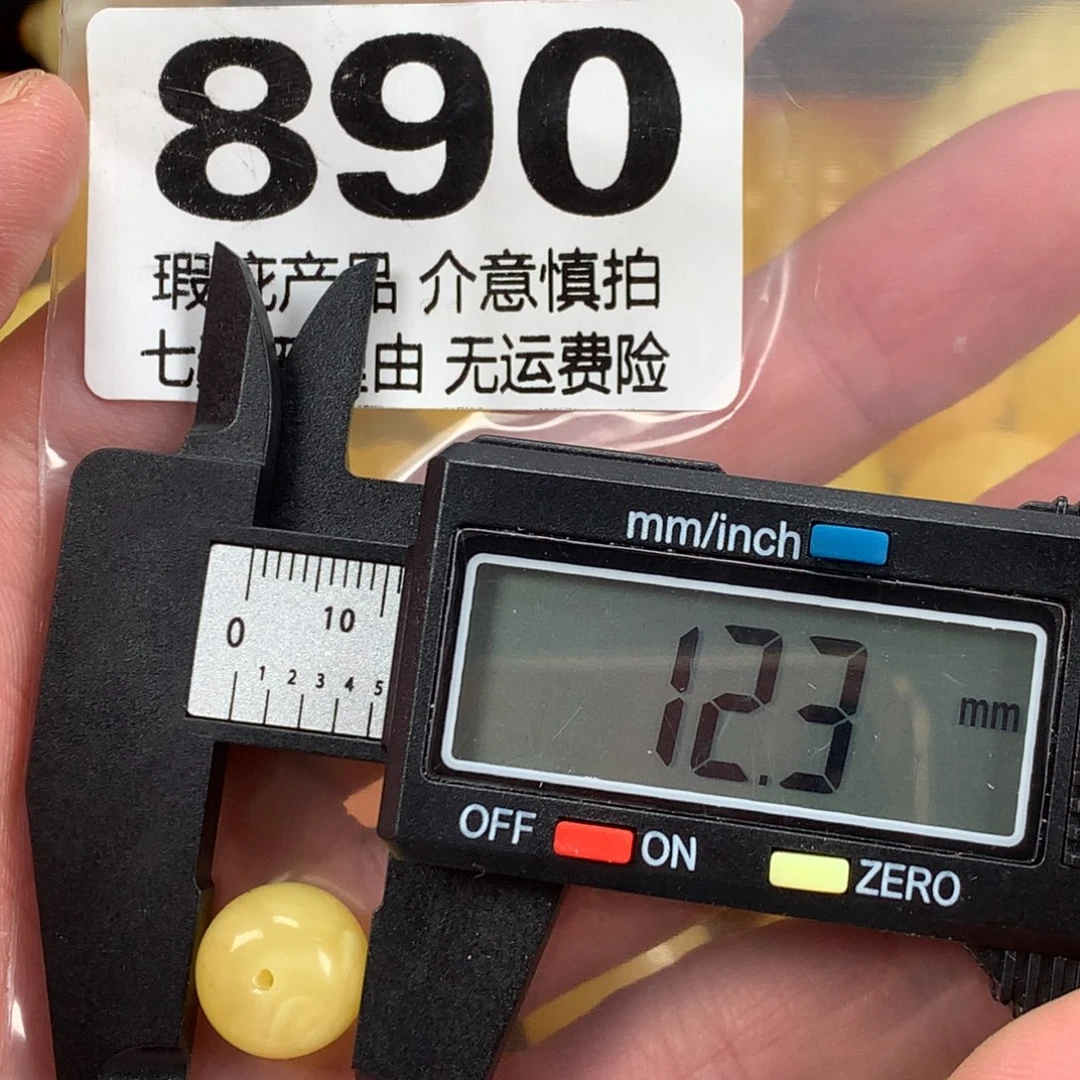 890
瑕疵产品 介意慎拍
七 由 无运费险
mm/inch
0 10
1 2 3 4 5
12.3 mm
OFF ON ZERO